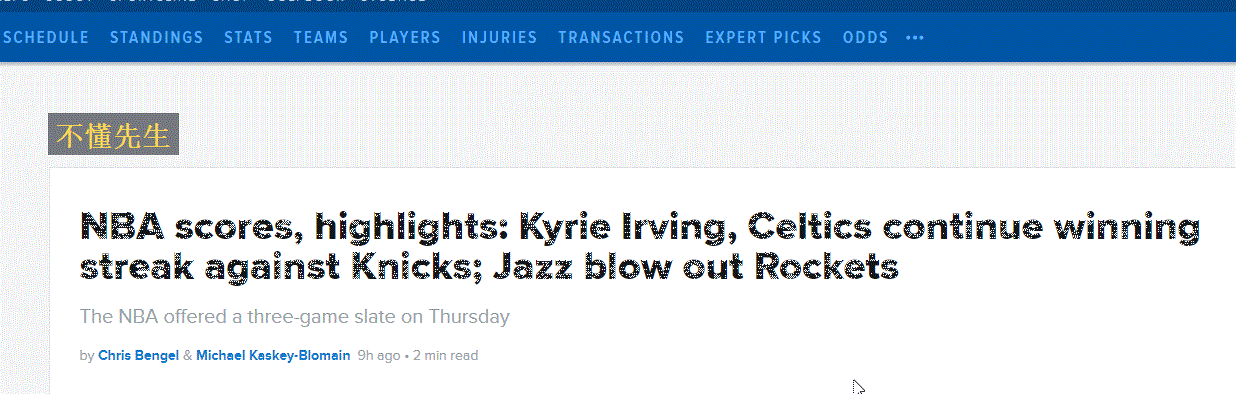 SCHEDULE STANDINGS STATS TEAMS PLAYERS INJURIES TRANSACTIONS EXPERT PICKS ODDS •••
不懂先生
NBA scores, highlights: Kyrie Irving, Celtics continue winning
streak against Knicks; Jazz blow out Rockets
The NBA offered a three-game slate on Thursday
by Chris Bengel & Michael Kaskey-Blomain 9h ago • 2 min read